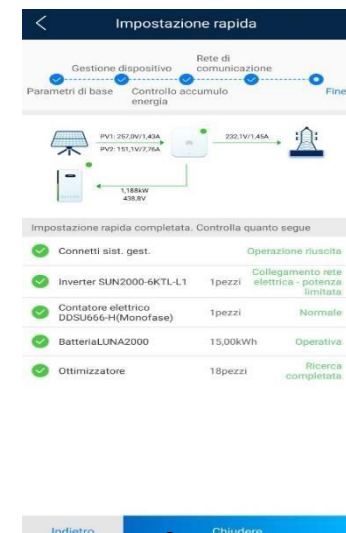 Impostazione rapida
Rete di
Gestione dispositivo comunicazione
Parametri di base Controllo accumulo Fine
energia
PV1: 257,0V/1,43A 232,1V/1,45A
PV2: 151,1V/7,76A
1,188kW
438,8V
Impostazione rapida completata. Controlla quanto segue
Connetti sist. gest. Operazione riuscita
Collegamento rete
Inverter SUN2000-6KTL-L1 1pezzi elettrica - potenza
limitata
Contatore elettrico
DDSU666-H(Monofase) 1pezzi Normale
BatteriaLUNA2000 15,00kWh Operativa
Ricerca
Ottimizzatore 18pezzi completata
Indietro Chiudere